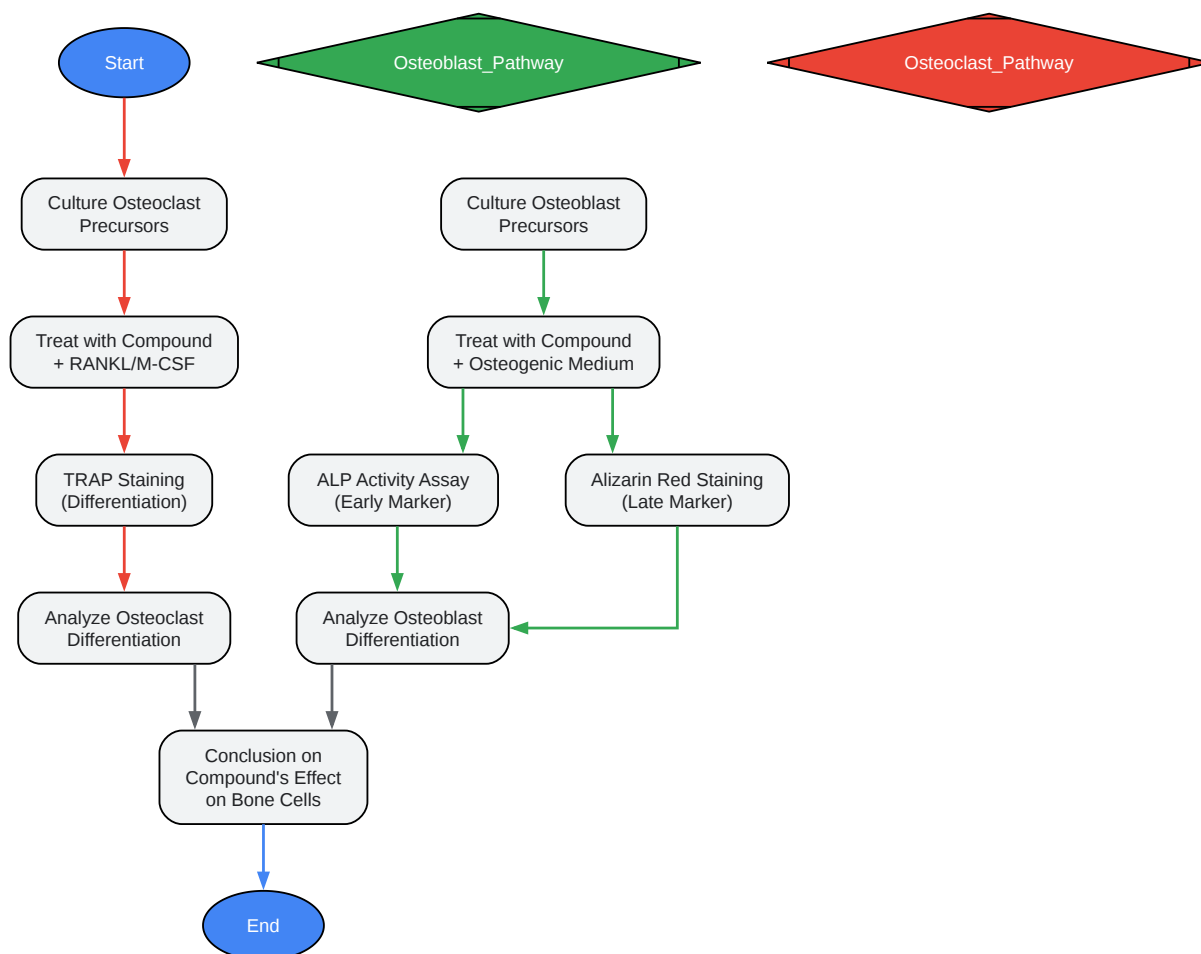 Start
Osteoblast_Pathway
Osteoclast_Pathway
Culture Osteoclast
Precursors
Culture Osteoblast
Precursors
Treat with Compound
+ RANKL/M-CSF
Treat with Compound
+ Osteogenic Medium
TRAP Staining
(Differentiation)
ALP Activity Assay
(Early Marker)
Alizarin Red Staining
(Late Marker)
Analyze Osteoclast
Differentiation
Analyze Osteoblast
Differentiation
Conclusion on
Compound's Effect
on Bone Cells
End